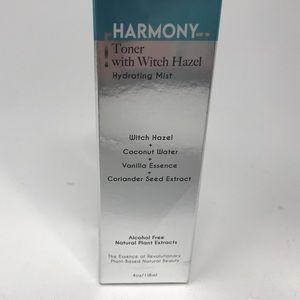 HARMONY
Toner
with Witch Hazel
Hydrating Mist
Witch Hazel
+
Coconut Water
+
Vanilla Essence
+
Coriander Seed Extract
Alcohol Free
Natural Plant Extracts
The Essence of Revolutionary
Plant-Based Natural Beauty
4oz/118ml